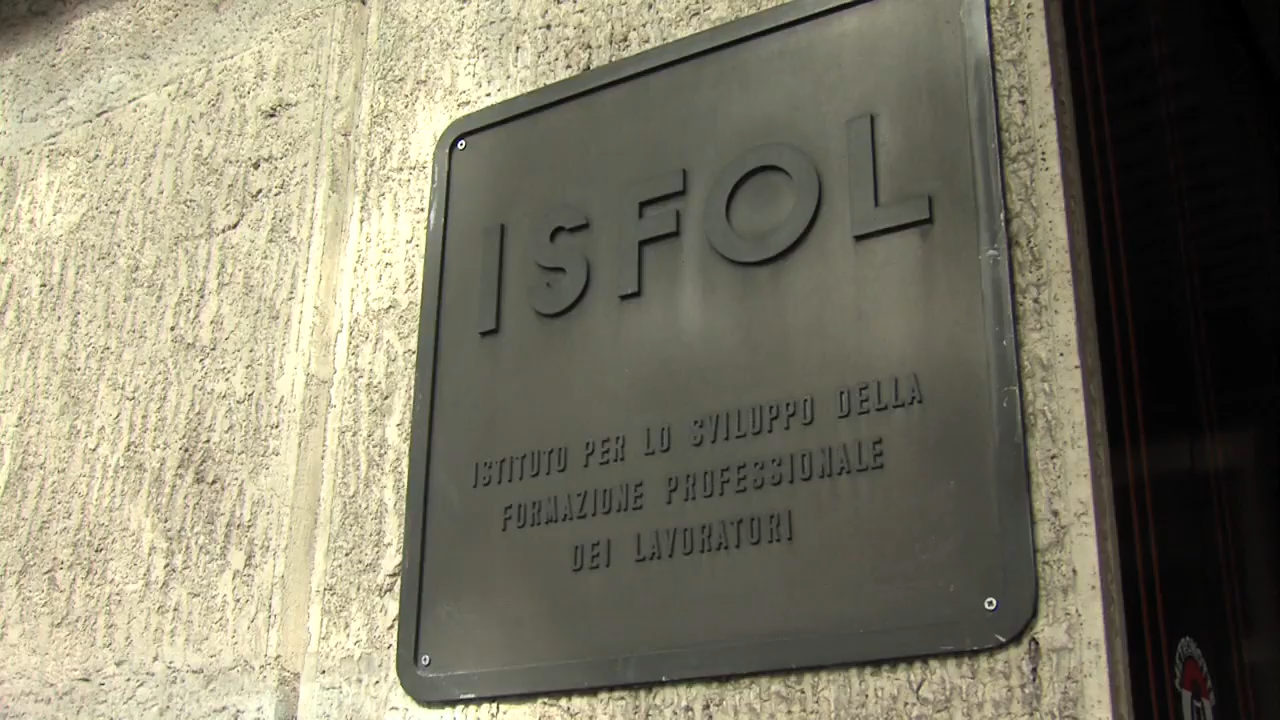 ISFOL
ISTITUTO PER LO SVILUPPO DELLA
FORMAZIONE PROFESSIONALE
DEI LAVORATORI